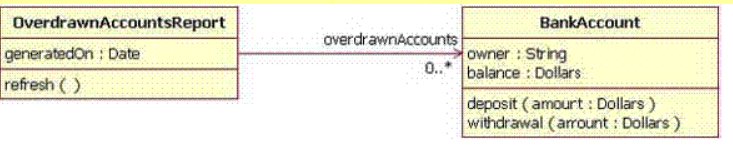 OverdrawnAccountsReport
generatedOn : Date
refresh ( )
overdrawnAccounts
0..*
BankAccount
owner : String
balance : Dollars
deposit ( amourt : Dollars )
withdrawal ( arrount : Dollars )